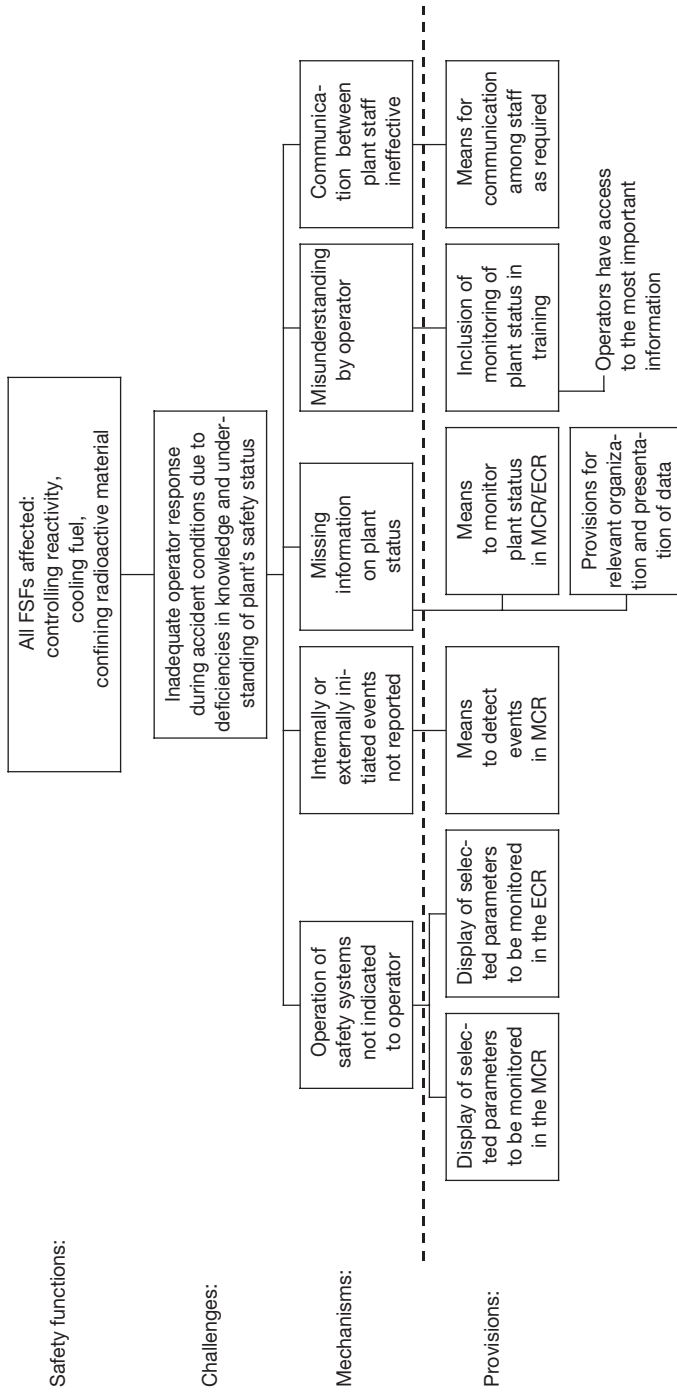 Safety functions:
All FSFs affected:
controlling reactivity,
cooling fuel,
confining radioactive material
Challenges:
Inadequate operator response
during accident conditions due to
deficiencies in knowledge and under-
standing of plant's safety status
Mechanisms:
Operation of
safety systems
not indicated
to operator
Internally or
externally ini-
tiated events
not reported
Missing
information
on plant
status
Misunderstanding
by operator
Communica-
tion between
plant staff
ineffective
Provisions:
Display of selec-
ted parameters
to be monitored
in the MCR
Display of selec-
ted parameters
to be monitored
in the ECR
Means
to detect
events
in MCR
Means
to monitor
plant status
in MCR/ECR
Provisions for
relevant organiza-
tion and presenta-
tion of data
Inclusion of
monitoring of
plant status in
training
Operators have access
to the most important
information
Means for
communication
among staff
as required